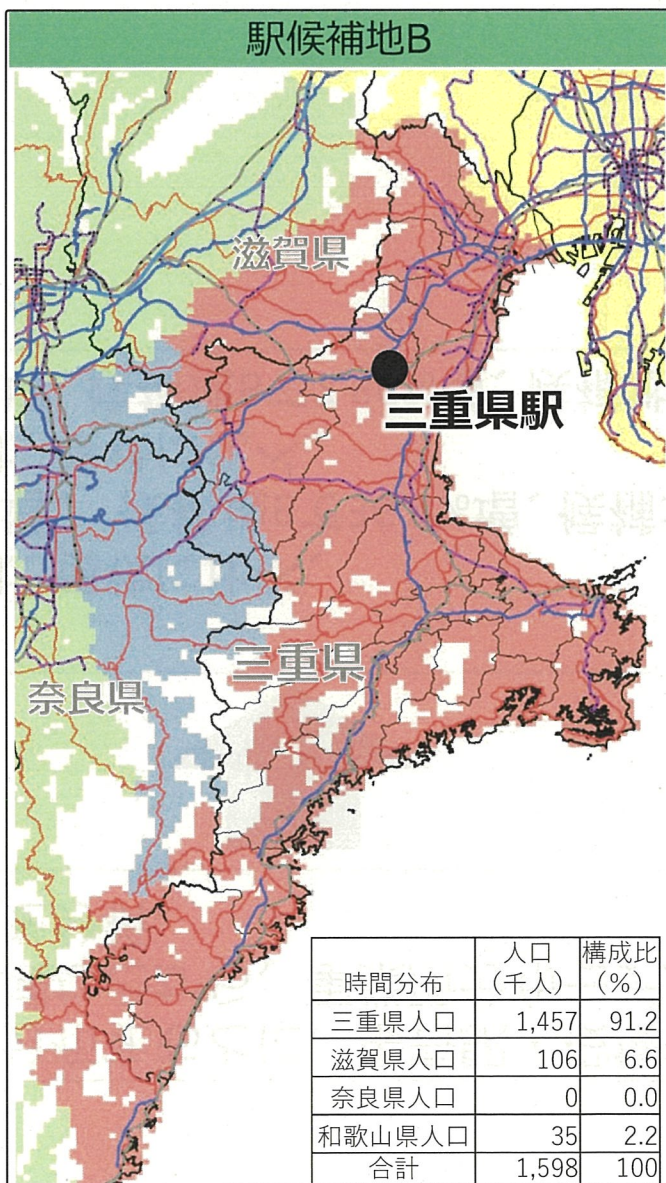 駅候補地B
滋賀県
三重県駅
三重県
奈良県
時間分布 人口（千人） 構成比（%）
三重県人口 1,457 91.2
滋賀県人口 106 6.6
奈良県人口 0 0.0
和歌山県人口 35 2.2
合計 1,598 100